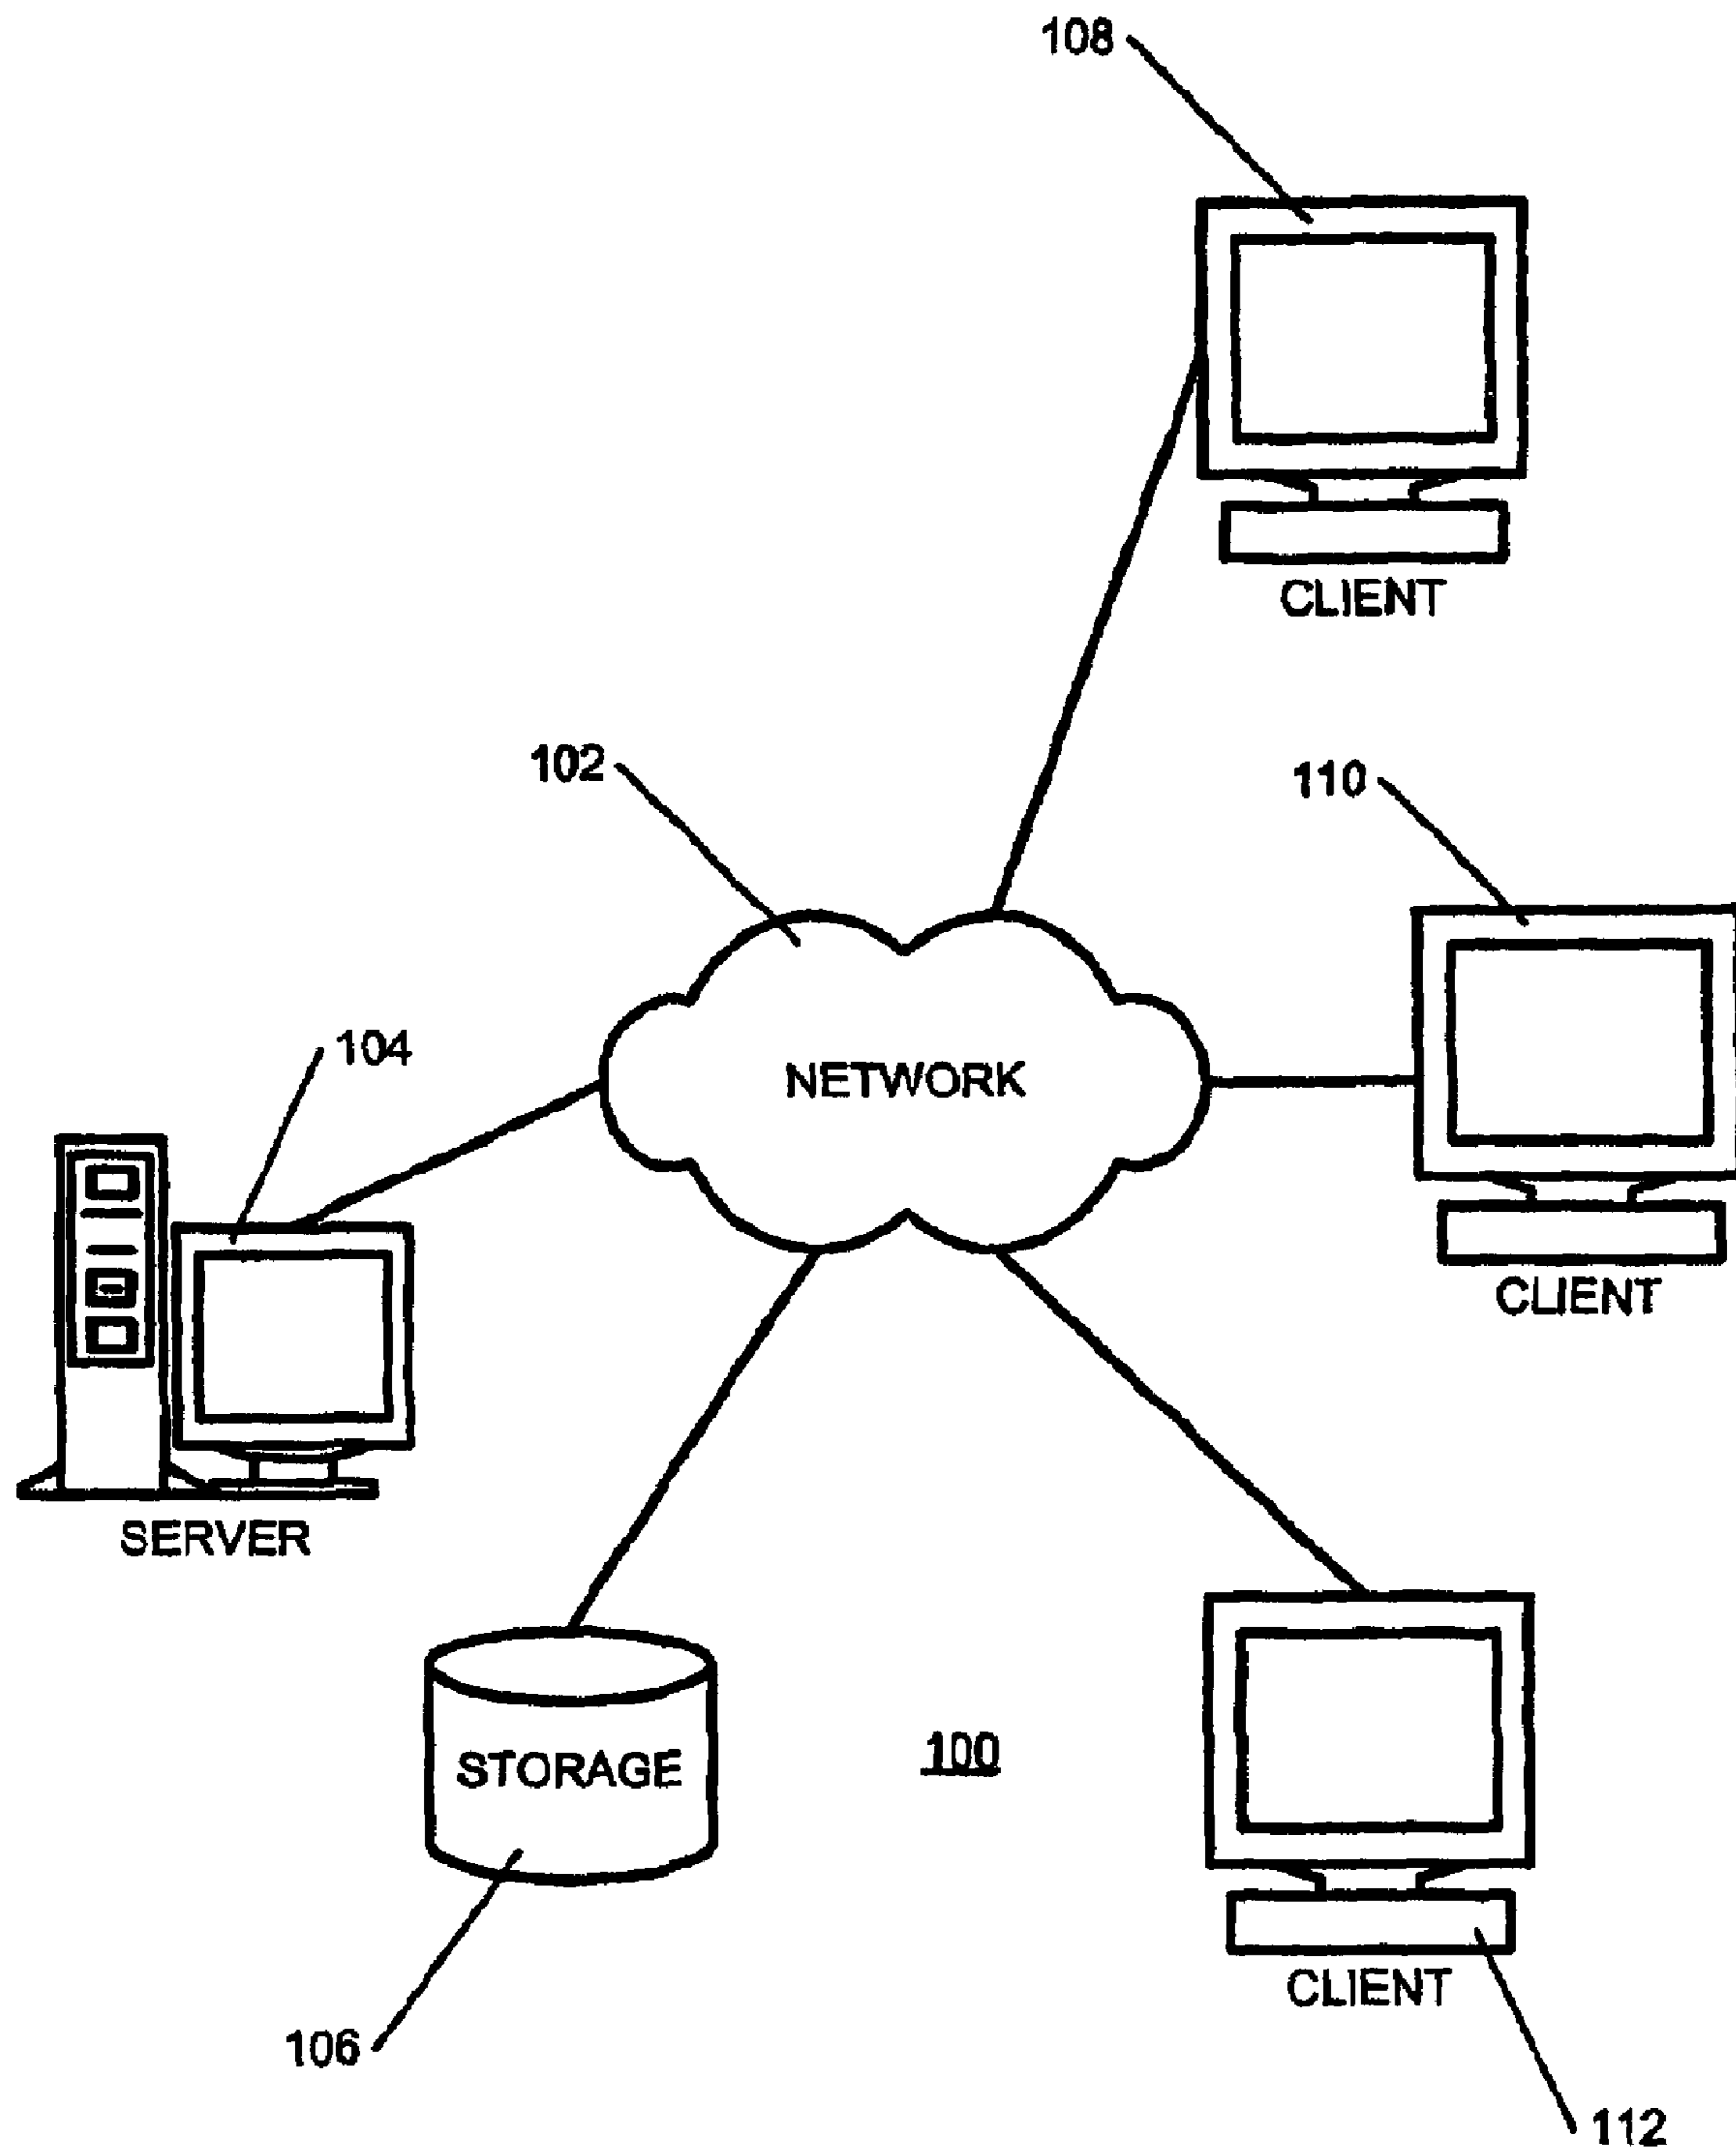 108
CLIENT
102
110
104
NETWORK
CLIENT
SERVER
STORAGE
100
CLIENT
106
112